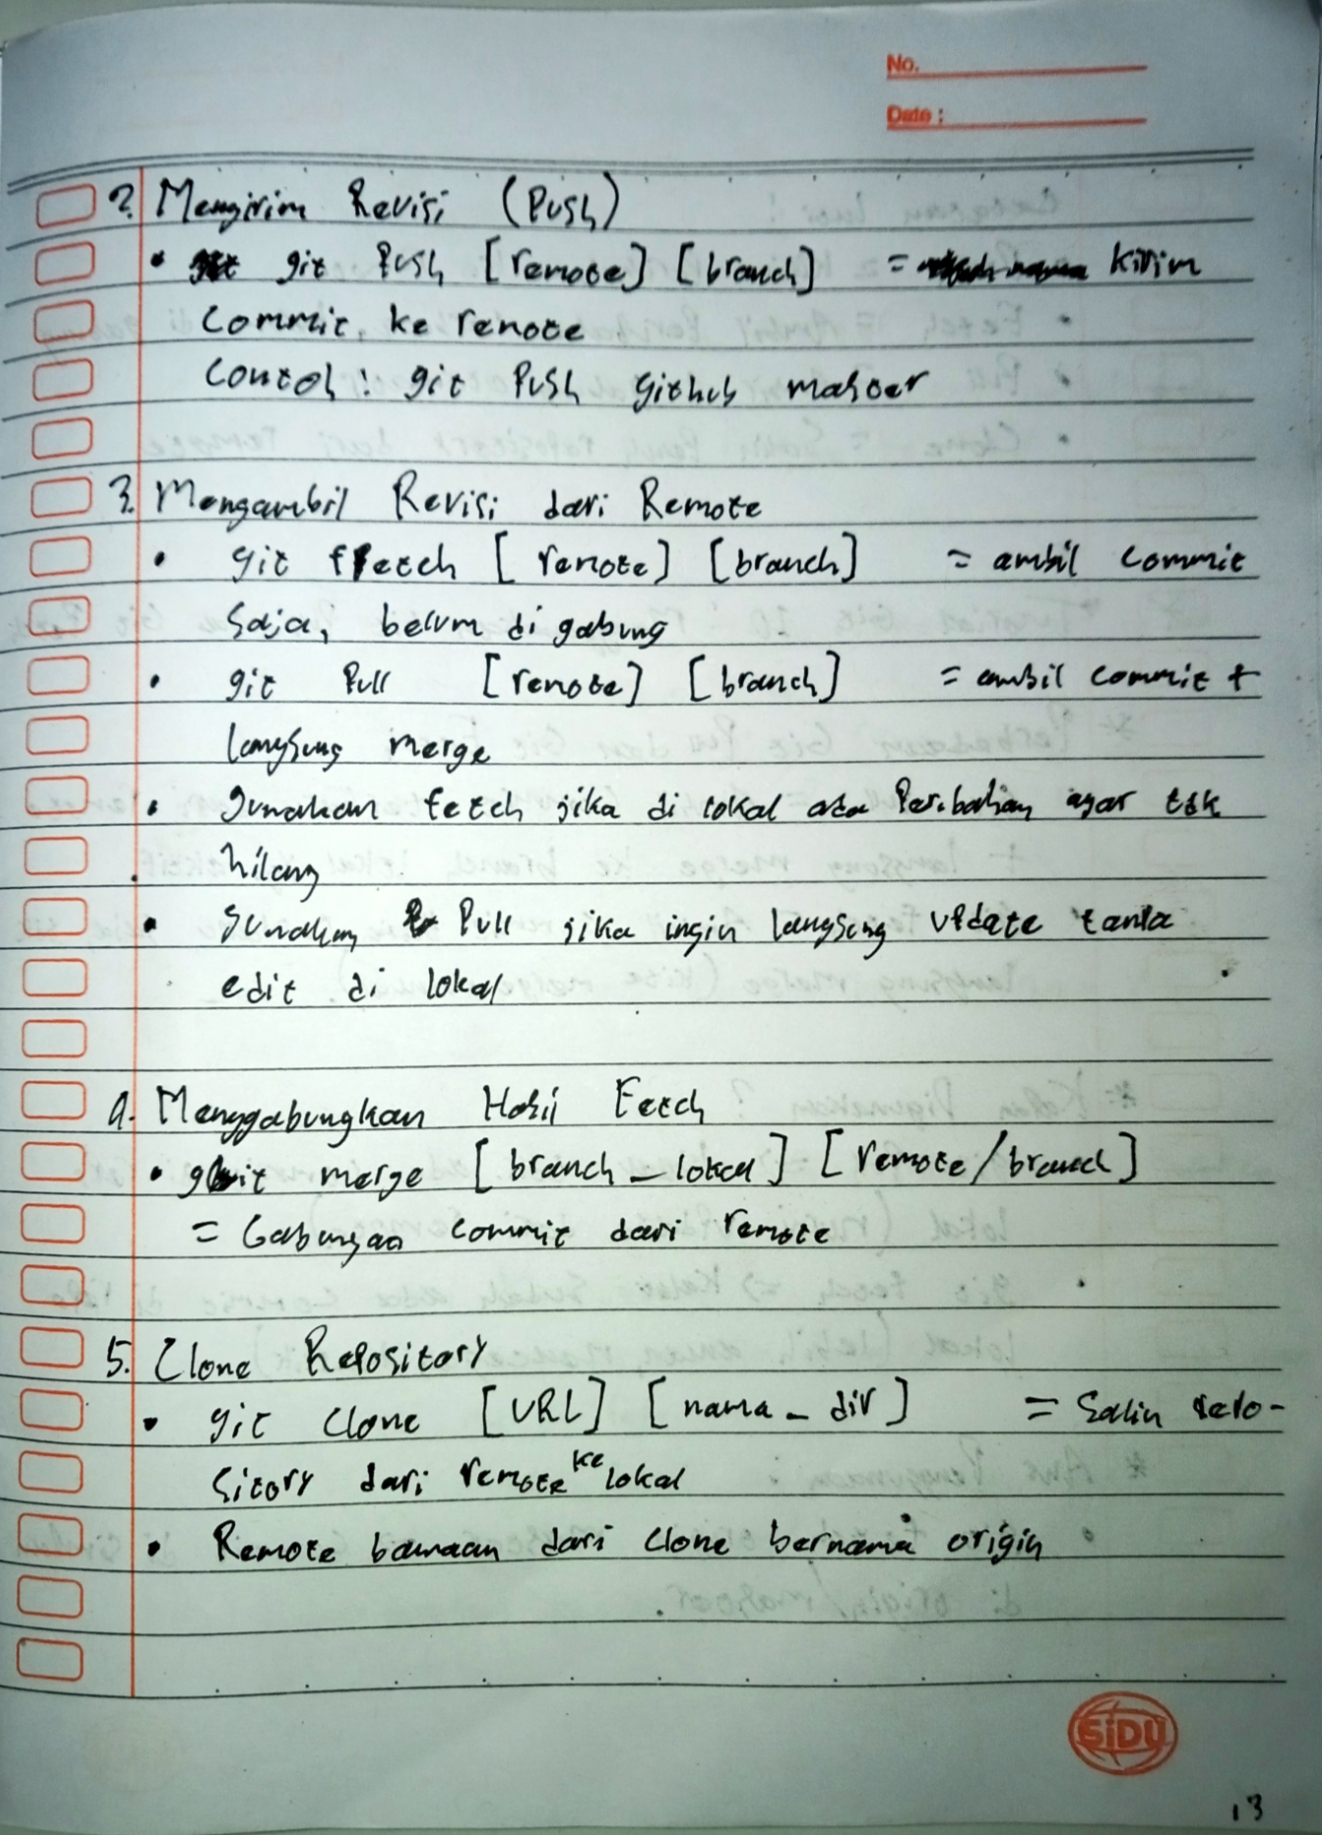 No.
Date :
2. Mengirim Revisi (Push)
• git Push [remote] [branch] = kirim
Commit ke remote
Contoh : git Push github master
3. Mengambil Revisi dari Remote
• git fetch [remote] [branch] = ambil commit
saja, belum di gabung
• git Pull [remote] [branch] = ambil commit +
langsung merge
• gunakan fetch jika di lokal ada Perubahan agar tdk
hilang
• gunakan Pull jika ingin langsung update tanpa
edit di lokal
4. Menggabungkan Hasil Fetch
• git merge [branch_lokal] [remote/branch]
= Gabungan commit dari remote
5. Clone Repository
• git clone [URL] [nama_dir] = Salin repo-
sitory dari remote ke lokal
• Remote bawaan dari clone bernama origin
SiDU
13